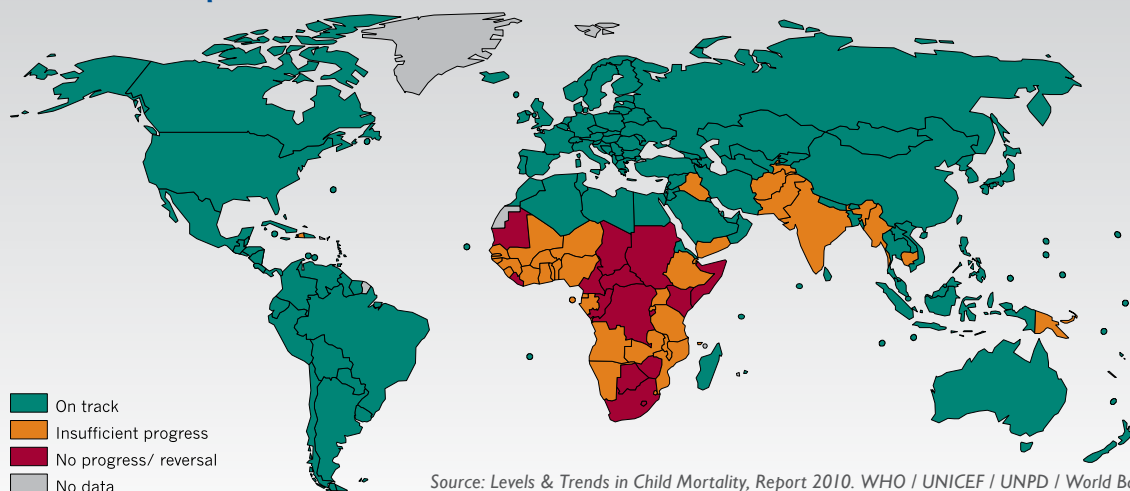 On track
Insufficient progress
No progress/ reversal
No data
Source: Levels & Trends in Child Mortality, Report 2010. WHO / UNICEF / UNPD / World